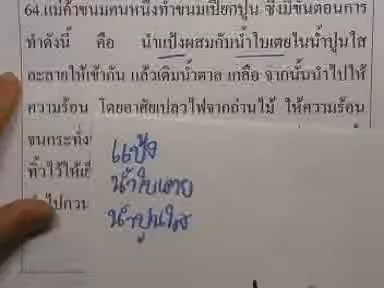 64.แม่ค้าขนมคนหนึ่งทำขนมเปียกปูน ซึ่งมีขั้นตอนการ
ทำดังนี้ คือ นำแป้งผสมกับน้ำใบเตยในน้ำปูนใส
ละลายให้เข้ากัน แล้วเติมน้ำตาล เกลือ จากนั้นนำไปให้
ความร้อน โดยอาศัยเปลวไฟจากถ่านไม้ ให้ความร้อน
จนกระทั่ง
ทิ้วไว้ให้เย็
ไปกวน
แป้ง
น้ำใบเตย
น้ำปูนใส